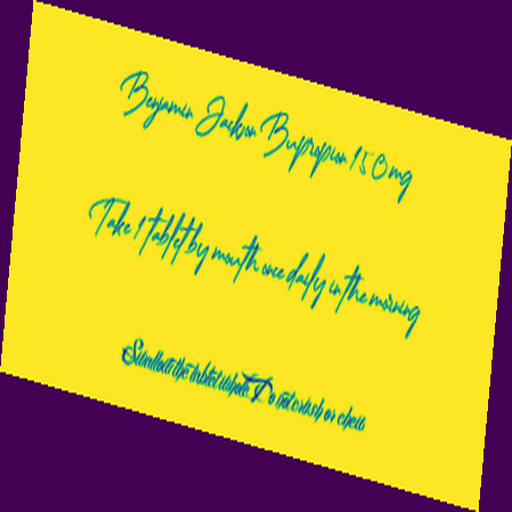 Benjamin Jackson Bupropion 150mg
Take 1 tablet by mouth once daily in the morning
Swallow the tablet whole. Do not crush or chew